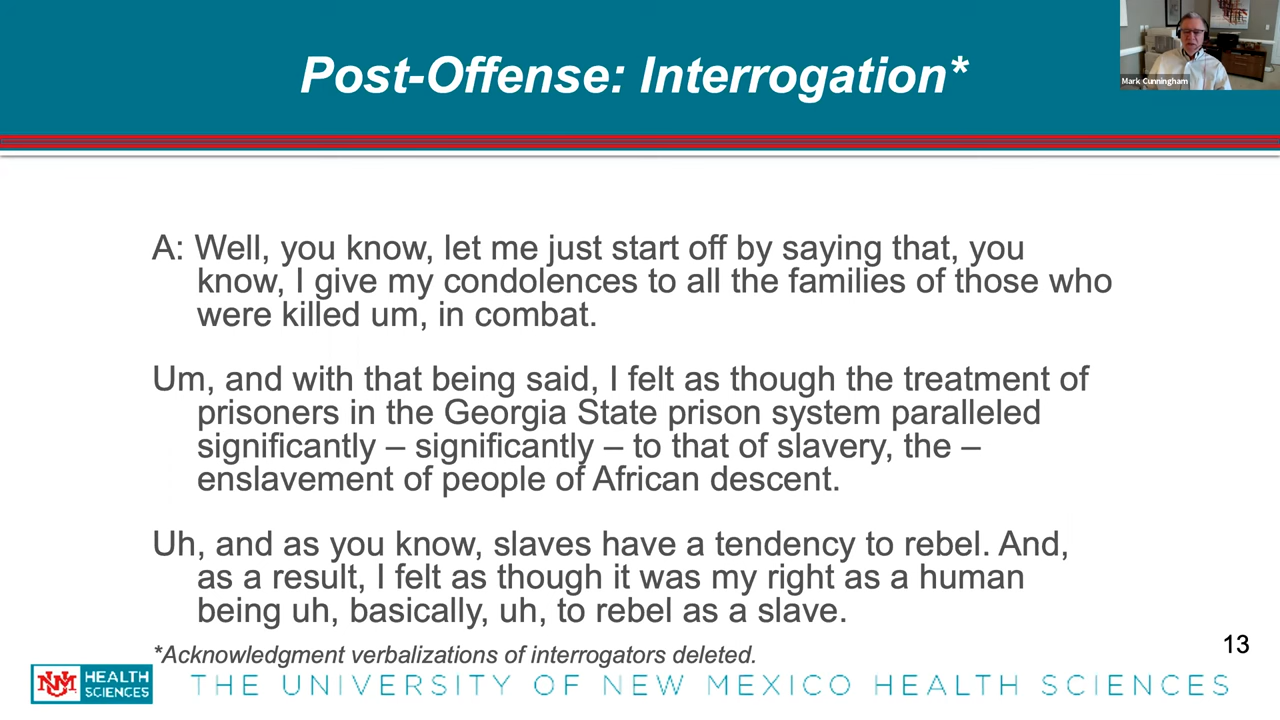 Post-Offense: Interrogation*
Mark Cunningham
A: Well, you know, let me just start off by saying that, you
know, I give my condolences to all the families of those who
were killed um, in combat.
Um, and with that being said, I felt as though the treatment of
prisoners in the Georgia State prison system paralleled
significantly – significantly – to that of slavery, the –
enslavement of people of African descent.
Uh, and as you know, slaves have a tendency to rebel. And,
as a result, I felt as though it was my right as a human
being uh, basically, uh, to rebel as a slave.
*Acknowledgment verbalizations of interrogators deleted.
13
UNM HEALTH
SCIENCES
THE UNIVERSITY OF NEW MEXICO HEALTH SCIENCES